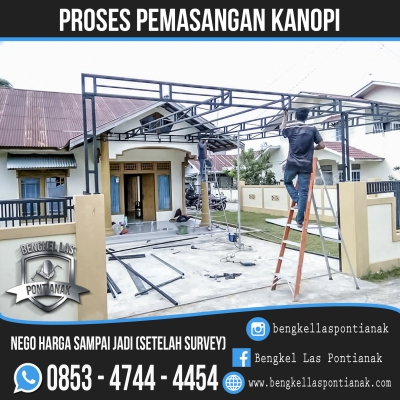 PROSES PEMASANGAN KANOPI
BENGKEL LAS
PONTIANAK
NEGO HARGA SAMPAI JADI (SETELAH SURVEY)
0853 - 4744 - 4454
bengkellaspontianak
Bengkel Las Pontianak
www.bengkellaspontianak.com